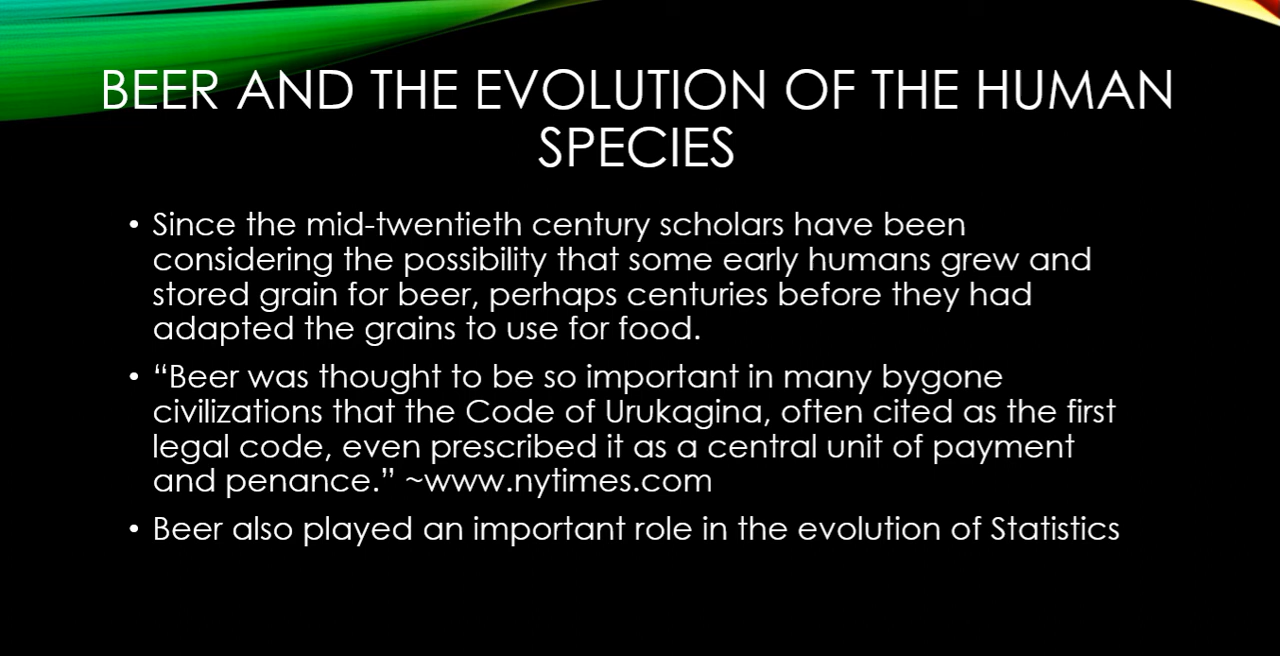 BEER AND THE EVOLUTION OF THE HUMAN
SPECIES
• Since the mid-twentieth century scholars have been
considering the possibility that some early humans grew and
stored grain for beer, perhaps centuries before they had
adapted the grains to use for food.
• “Beer was thought to be so important in many bygone
civilizations that the Code of Urukagina, often cited as the first
legal code, even prescribed it as a central unit of payment
and penance.” ~www.nytimes.com
• Beer also played an important role in the evolution of Statistics